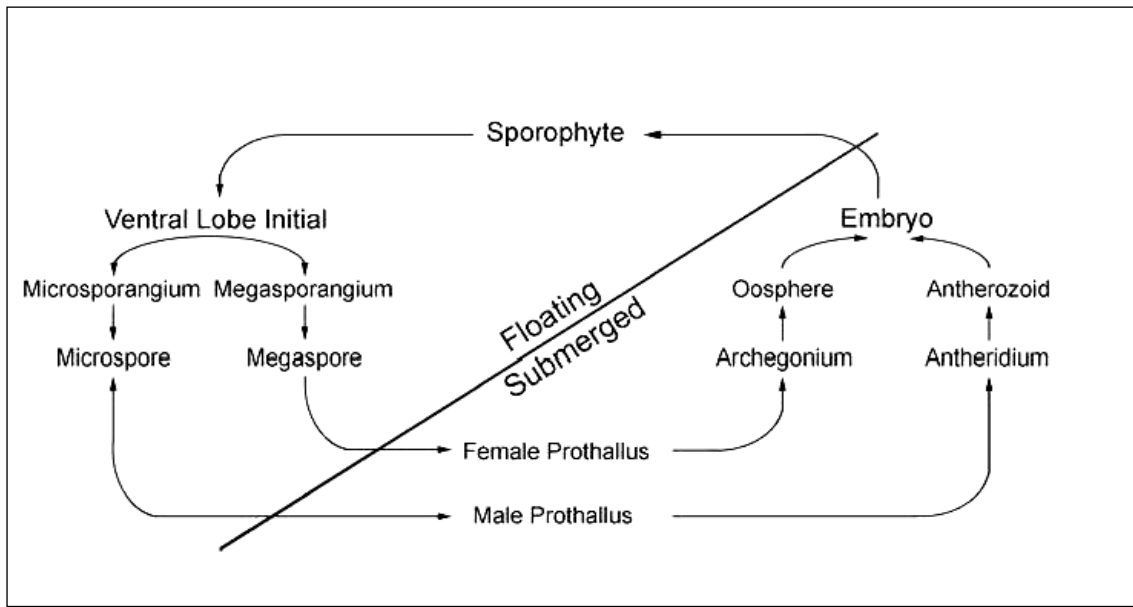 Sporophyte
Ventral Lobe Initial
Embryo
Microsporangium Megasporangium
Oosphere
Antherozoid
Floating
Submerged
Microspore
Megaspore
Archegonium
Antheridium
Female Prothallus
Male Prothallus